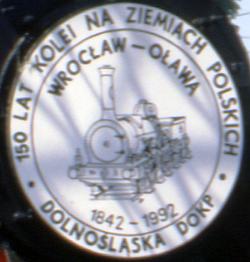 150 LAT KOLEI NA ZIEMIACH POLSKICH
WROCŁAW - OŁAWA
1842-1992
DOLNOŚLĄSKA DOKP